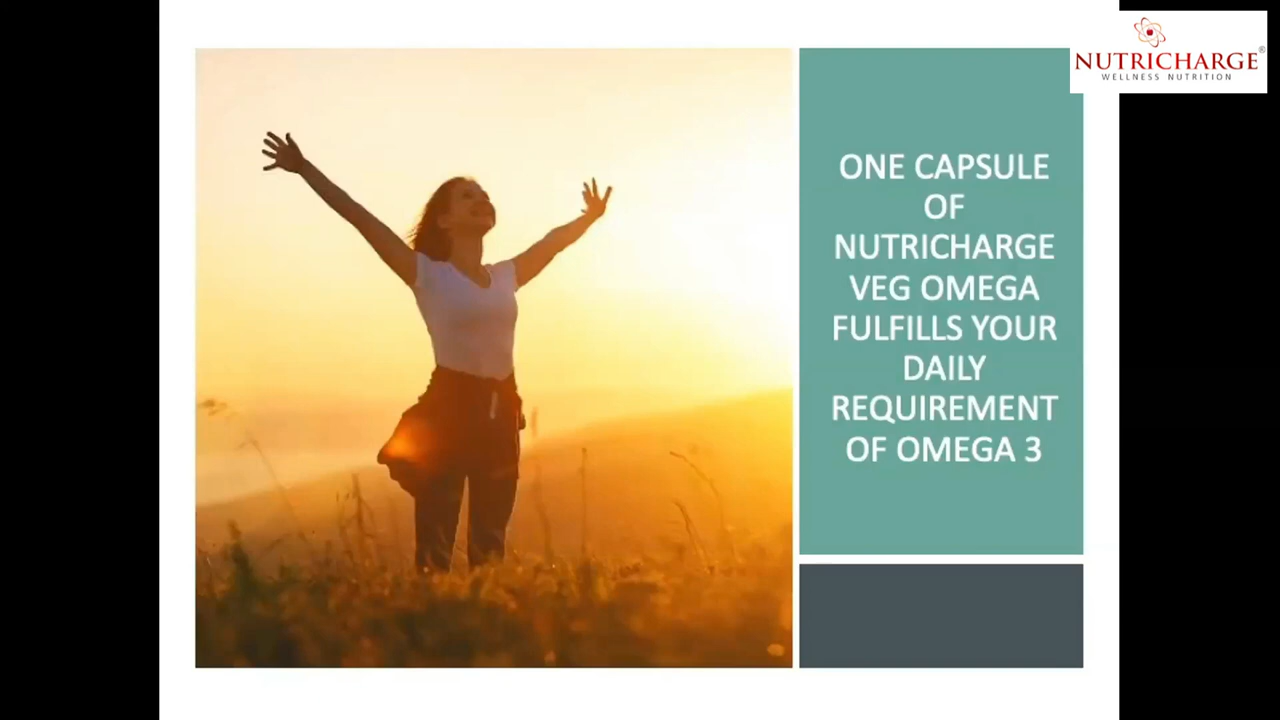 NUTRICHARGE®
WELLNESS NUTRITION
ONE CAPSULE
OF
NUTRICHARGE
VEG OMEGA
FULFILLS YOUR
DAILY
REQUIREMENT
OF OMEGA 3